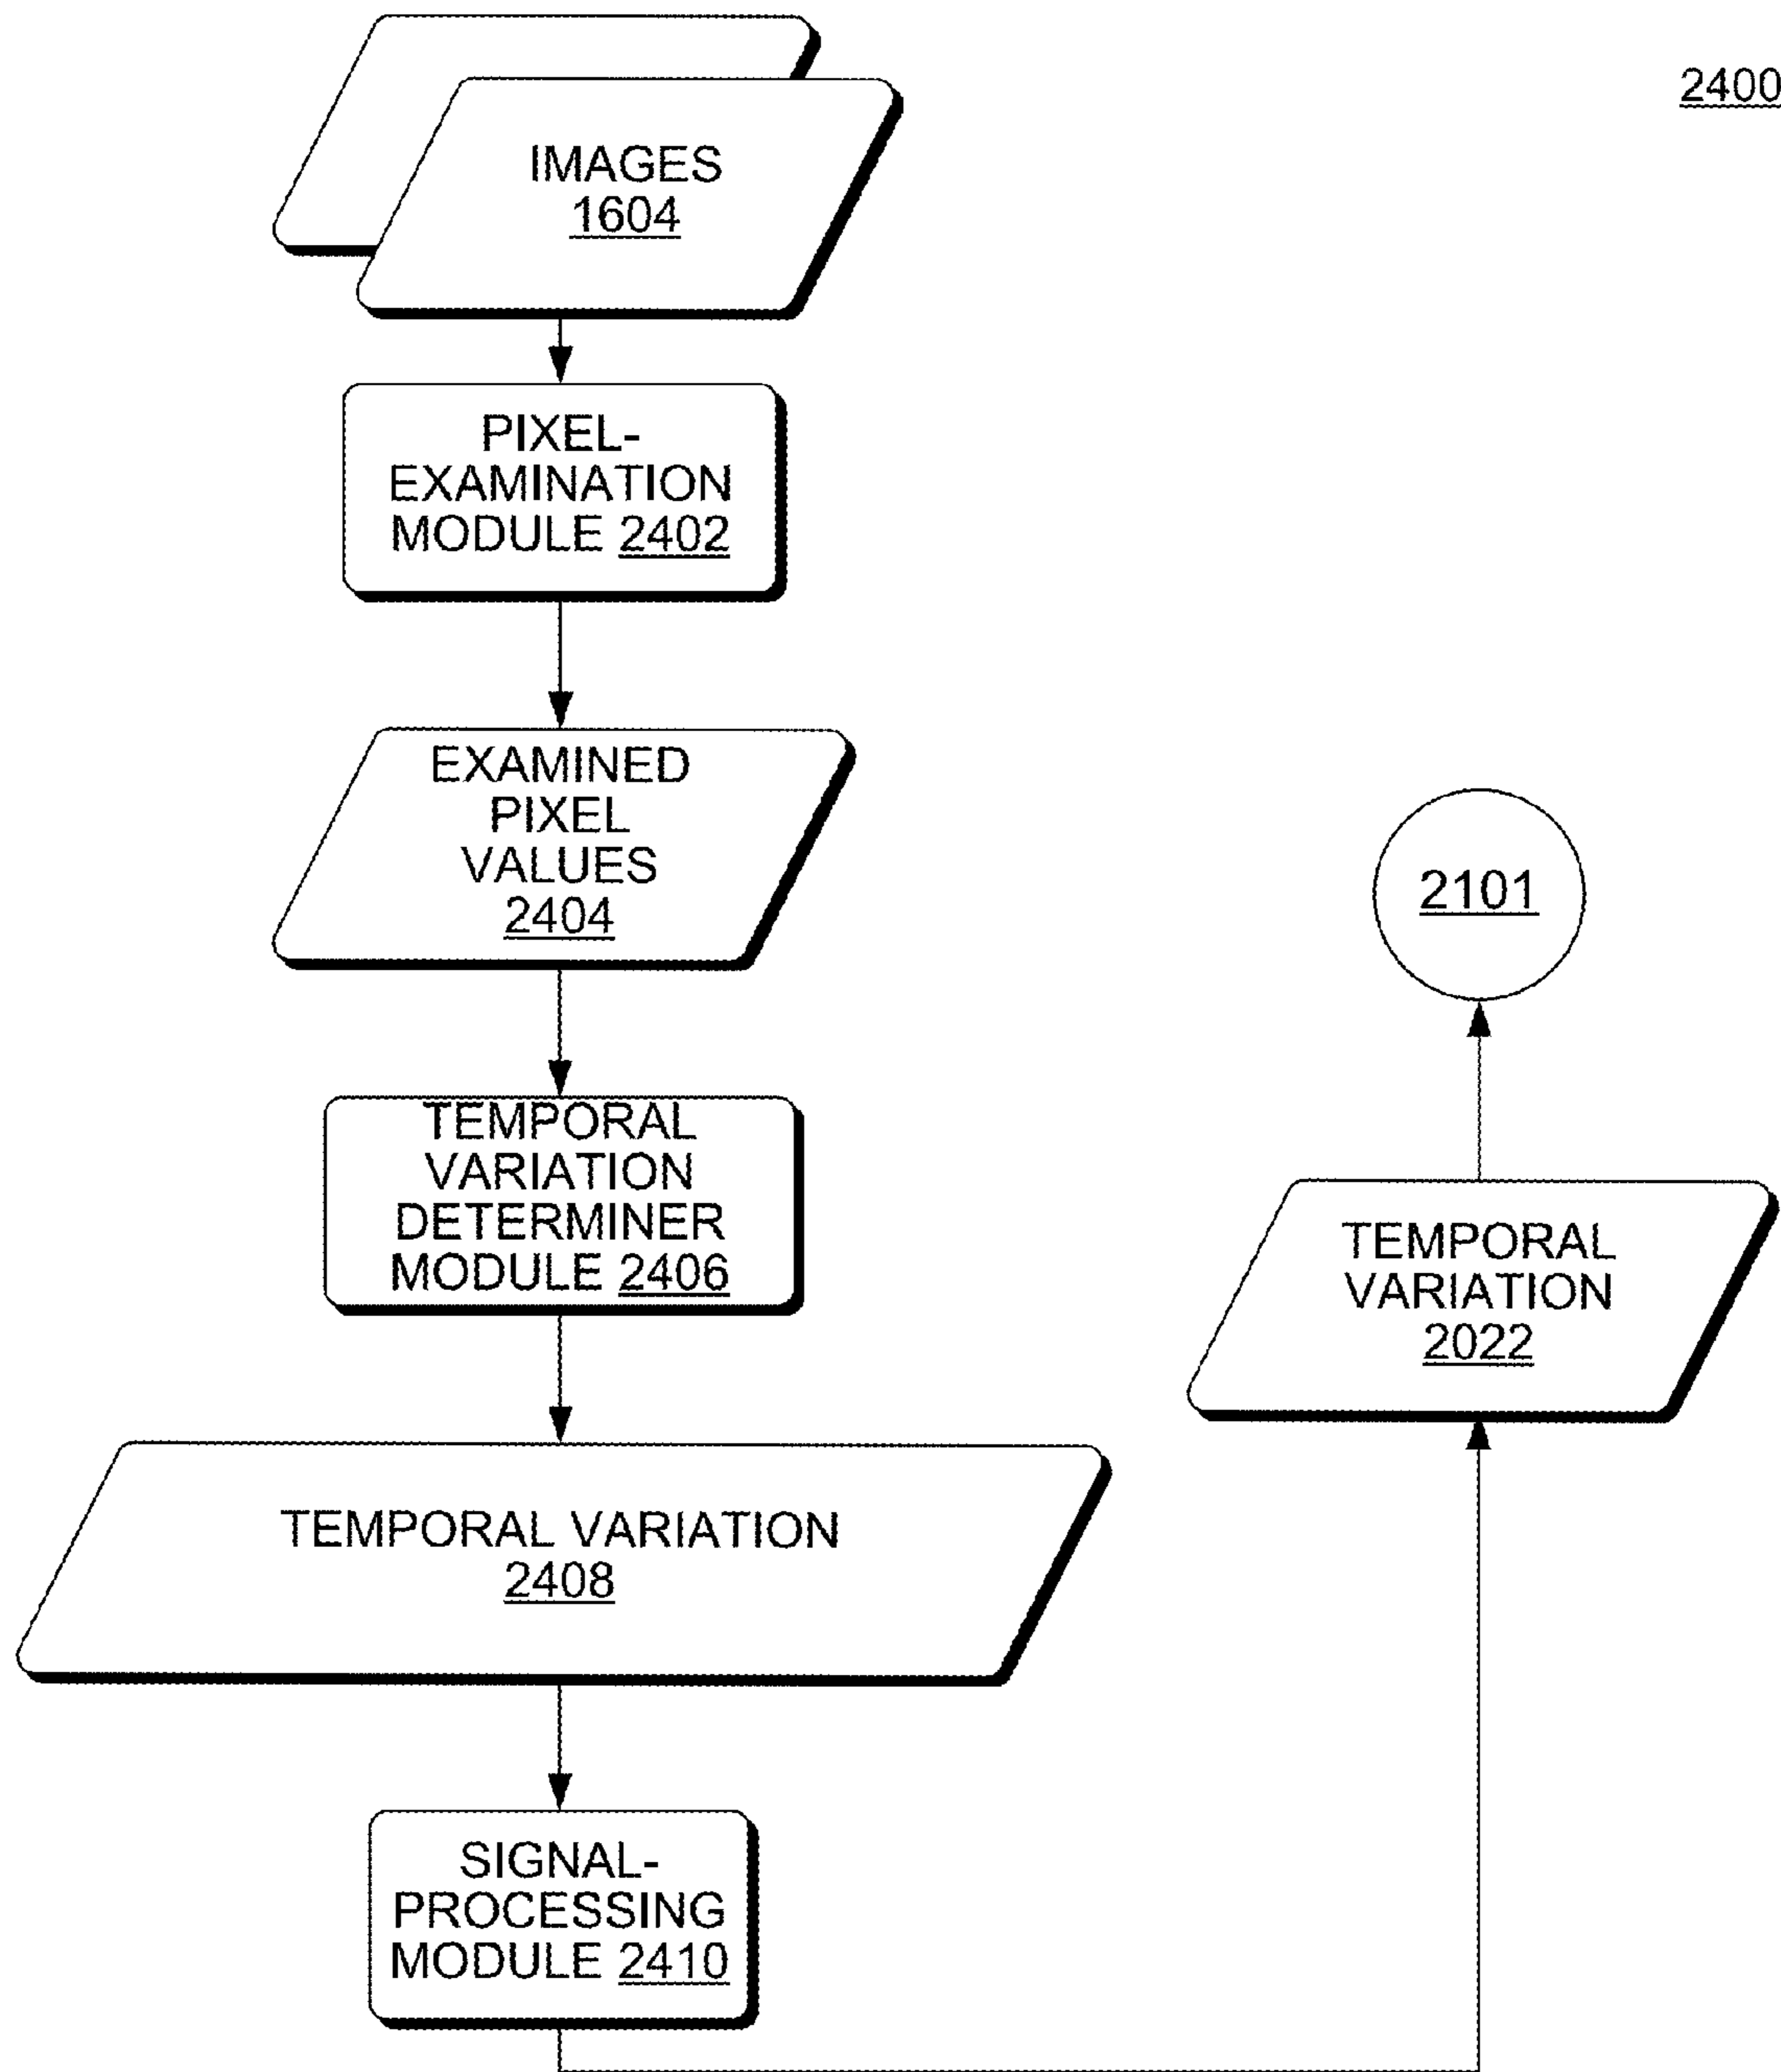 2400
IMAGES
1604
PIXEL-
EXAMINATION
MODULE 2402
EXAMINED
PIXEL
VALUES
2404
TEMPORAL
VARIATION
DETERMINER
MODULE 2406
TEMPORAL VARIATION
2408
SIGNAL-
PROCESSING
MODULE 2410
TEMPORAL
VARIATION
2022
2101